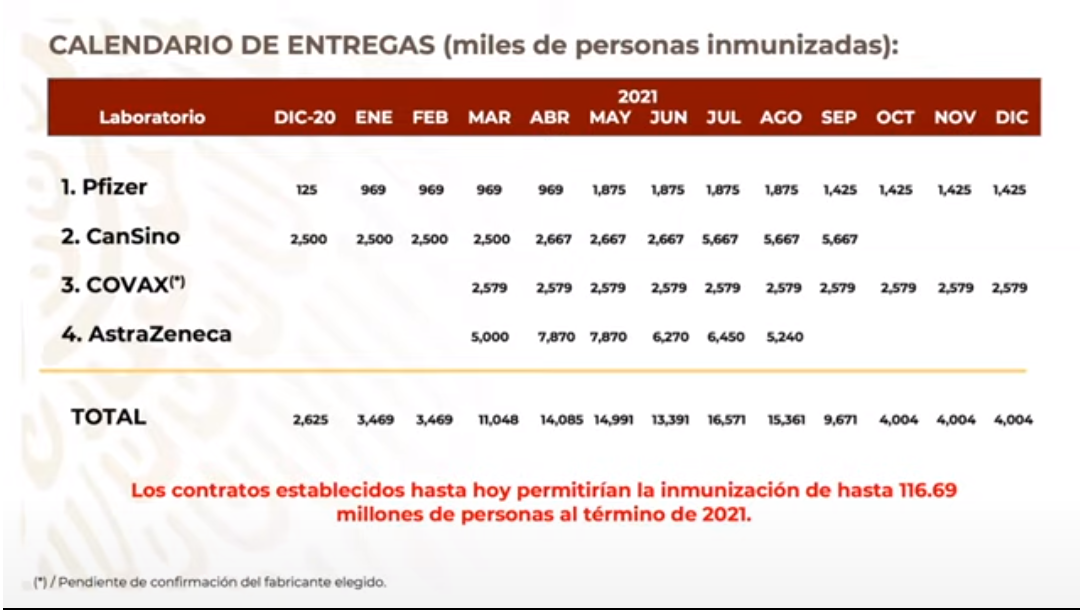 CALENDARIO DE ENTREGAS (miles de personas inmunizadas):
2021
Laboratorio DIC-20 ENE FEB MAR ABR MAY JUN JUL AGO SEP OCT NOV DIC
1. Pfizer 125 969 969 969 969 1,875 1,875 1,875 1,875 1,425 1,425 1,425 1,425
2. CanSino 2,500 2,500 2,500 2,500 2,667 2,667 2,667 5,667 5,667 5,667
3. COVAX(*) 2,579 2,579 2,579 2,579 2,579 2,579 2,579 2,579 2,579 2,579
4. AstraZeneca 5,000 7,870 7,870 6,270 6,450 5,240
TOTAL 2,625 3,469 3,469 11,048 14,085 14,991 13,391 16,571 15,361 9,671 4,004 4,004 4,004
Los contratos establecidos hasta hoy permitirían la inmunización de hasta 116.69
millones de personas al término de 2021.
(*) / Pendiente de confirmación del fabricante elegido.